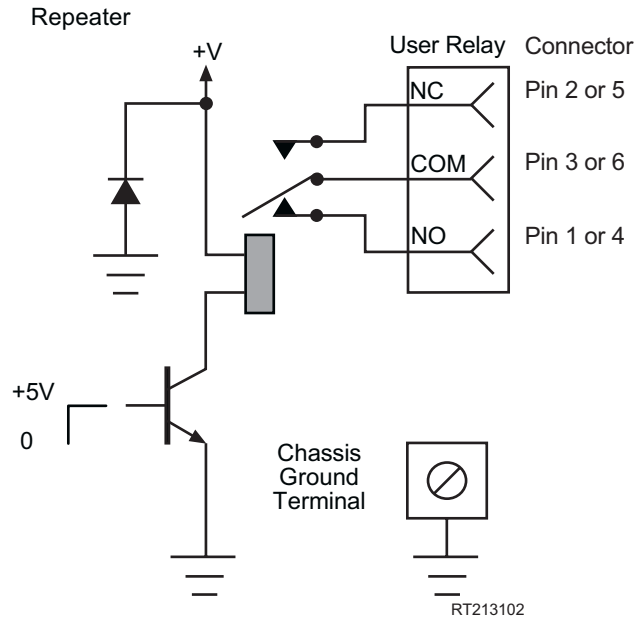 Repeater
+V
User Relay Connector
NC Pin 2 or 5
COM Pin 3 or 6
NO Pin 1 or 4
+5V
0
Chassis
Ground
Terminal
RT213102